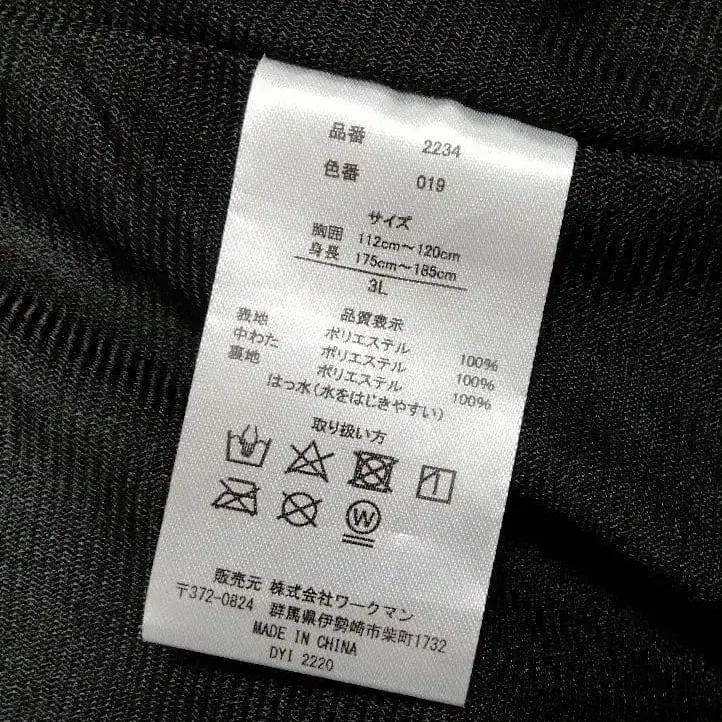 品番 2234
色番 019
サイズ
胸囲 112cm～120cm
身長 175cm～185cm
3L
品質表示
表地 ポリエステル 100%
中わた ポリエステル 100%
裏地 ポリエステル 100%
はっ水(水をはじきやすい)
取り扱い方
W
販売元 株式会社ワークマン
〒372-0824 群馬県伊勢崎市柴町1732
MADE IN CHINA
DYI 2220